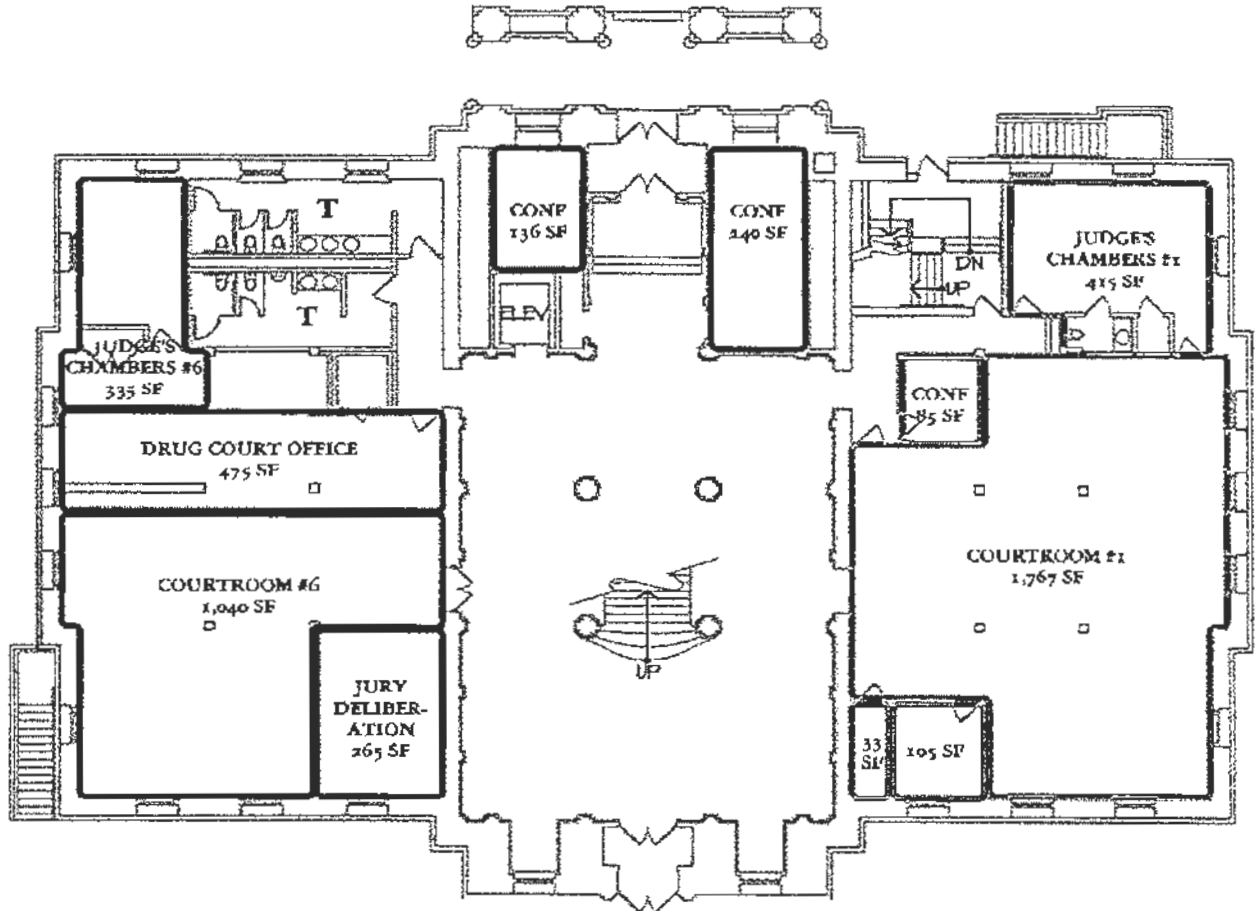 T
CONF
136 SF
CONF
240 SF
JUDGE'S
CHAMBERS #1
415 SF
DN
UP
ELEV
T
JUDGE'S
CHAMBERS #6
335 SF
CONF
85 SF
DRUG COURT OFFICE
475 SF
COURTROOM #6
1,040 SF
COURTROOM #1
1,767 SF
UP
JURY
DELIBER-
ATION
265 SF
33
SF
105 SF